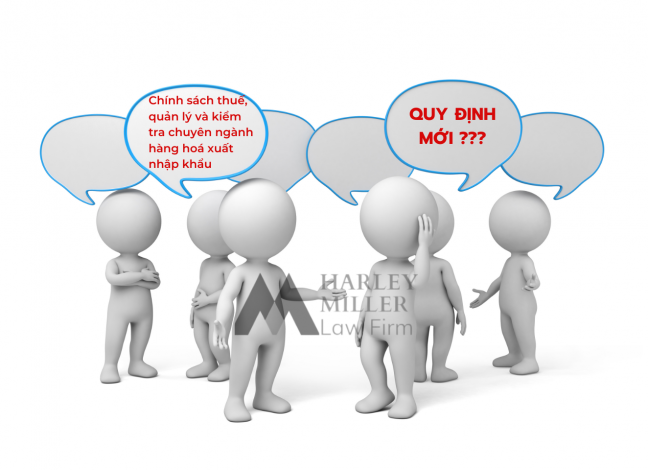 Chính sách thuế,
quản lý và kiểm
tra chuyên ngành
hàng hoá xuất
nhập khẩu
QUY ĐỊNH
MỚI ???
HARLEY
MILLER
Law Firm